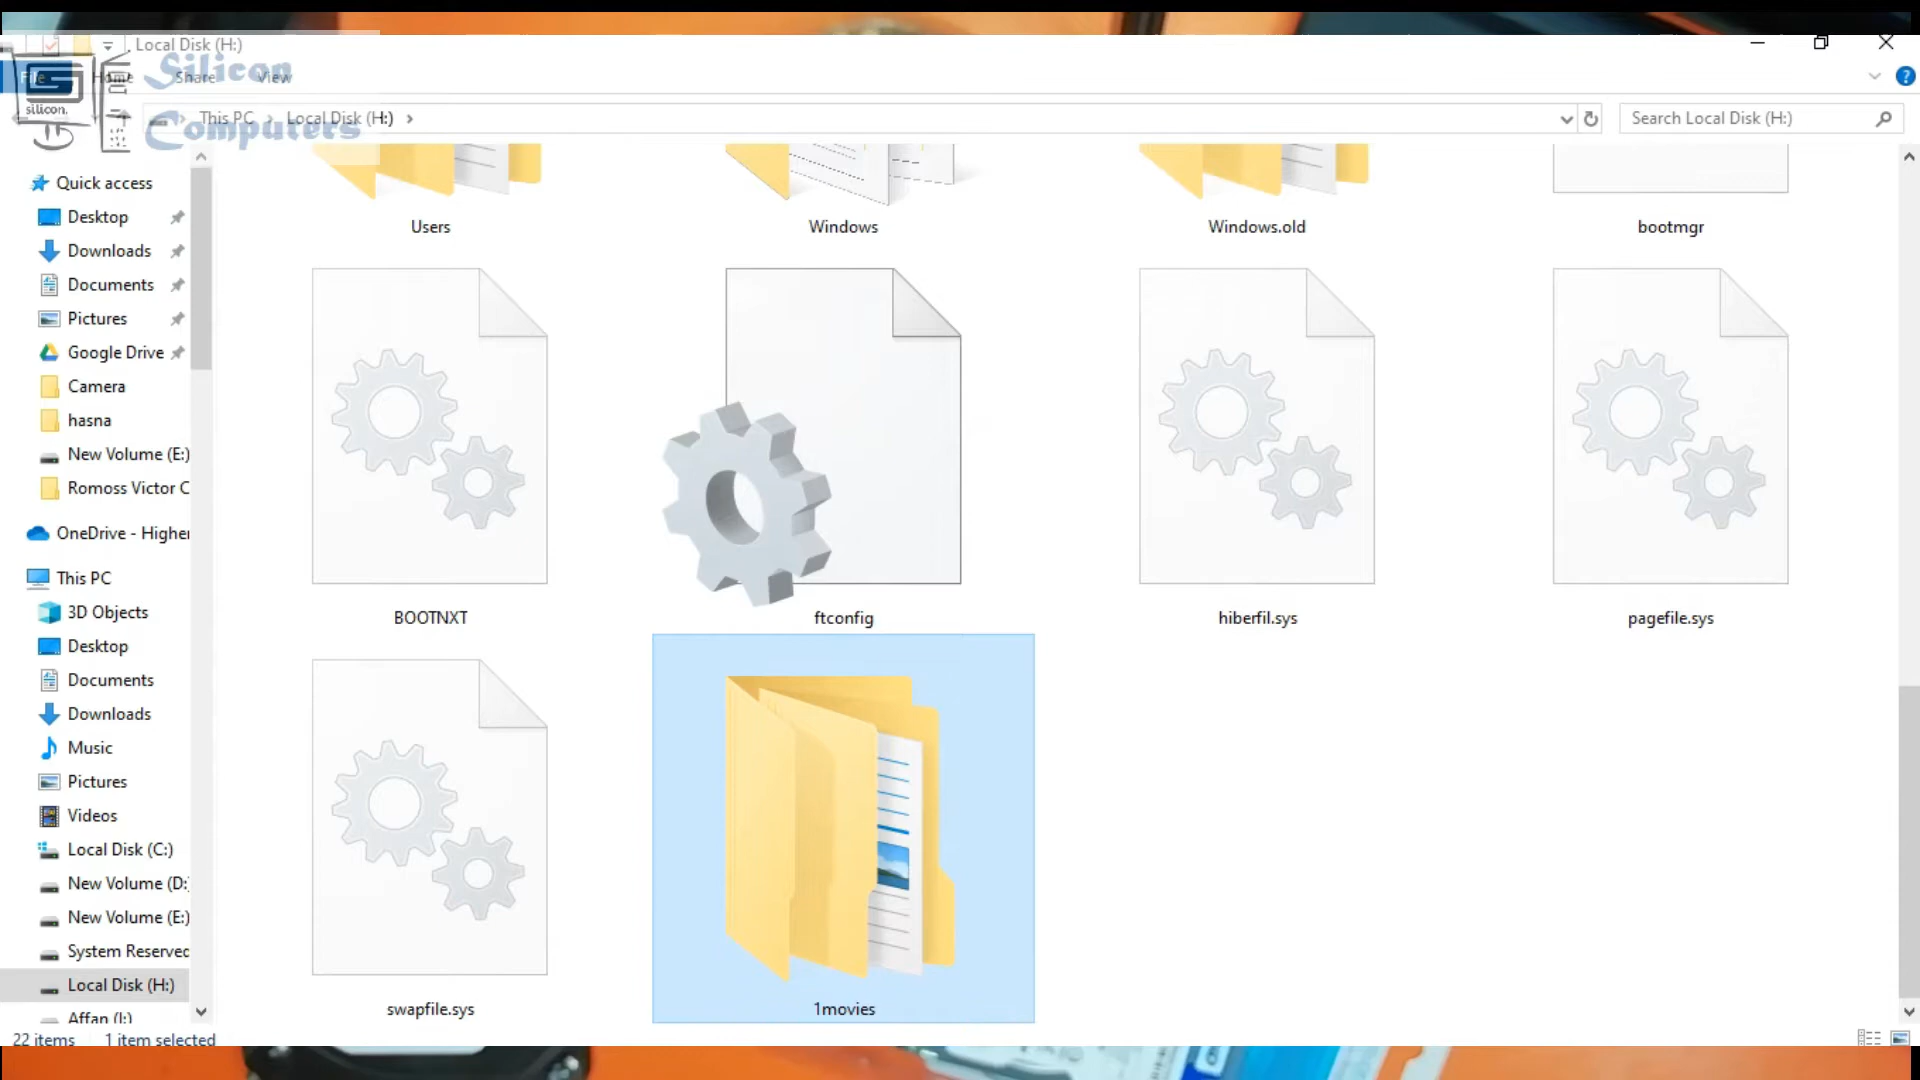 Local Disk (H:)
File Home Share View
Silicon
Computers
silicon.
This PC Local Disk (H:)
Search Local Disk (H:)
Quick access
Desktop
Downloads
Documents
Pictures
Google Drive
Camera
hasna
New Volume (E:)
Romoss Victor C
OneDrive - Higher
This PC
3D Objects
Desktop
Documents
Downloads
Music
Pictures
Videos
Local Disk (C:)
New Volume (D:
New Volume (E:)
System Reserved
Local Disk (H:)
Affan (I:)
Users Windows Windows.old bootmgr
BOOTNXT ftconfig hiberfil.sys pagefile.sys
swapfile.sys 1movies
22 items 1 item selected